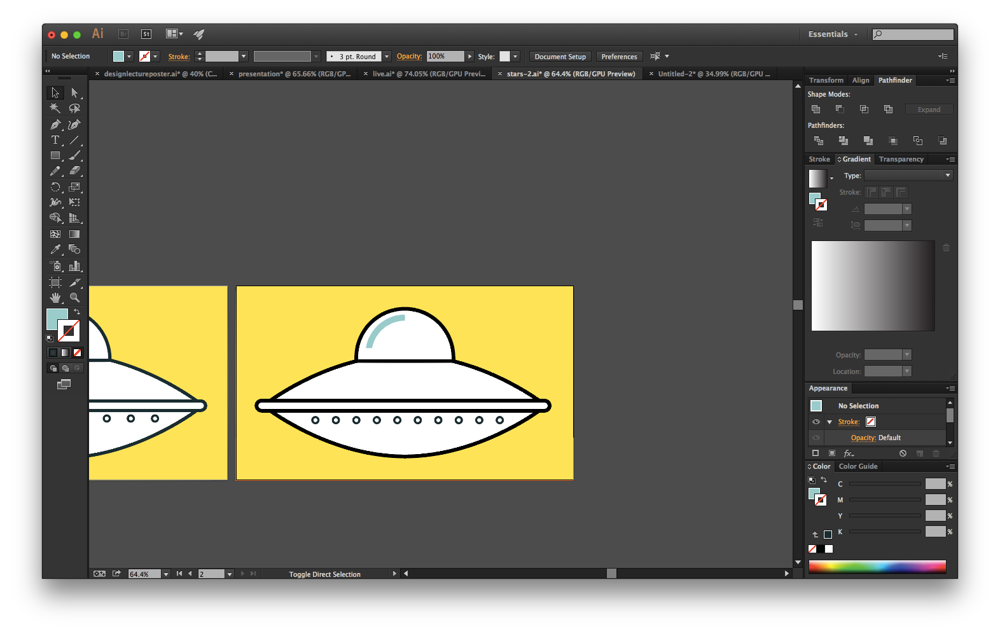 Ai Br St Essentials
No Selection Stroke: 3 pt. Round Opacity: 100% Style: Document Setup Preferences
× designlectureposter.ai* @ 40% (C... × presentation* @ 65.66% (RGB/GP... × live.ai* @ 74.05% (RGB/GPU Previ... × stars-2.ai* @ 64.4% (RGB/GPU Preview) × Untitled-2* @ 34.99% (RGB/GPU ...
Transform Align Pathfinder
Shape Modes:
Expand
Pathfinders:
Stroke Gradient Transparency
Type:
Stroke:
Opacity:
Location:
Appearance
No Selection
Stroke:
Opacity: Default
fx
Color Color Guide
C %
M %
Y %
K %
64.4% 2 Toggle Direct Selection